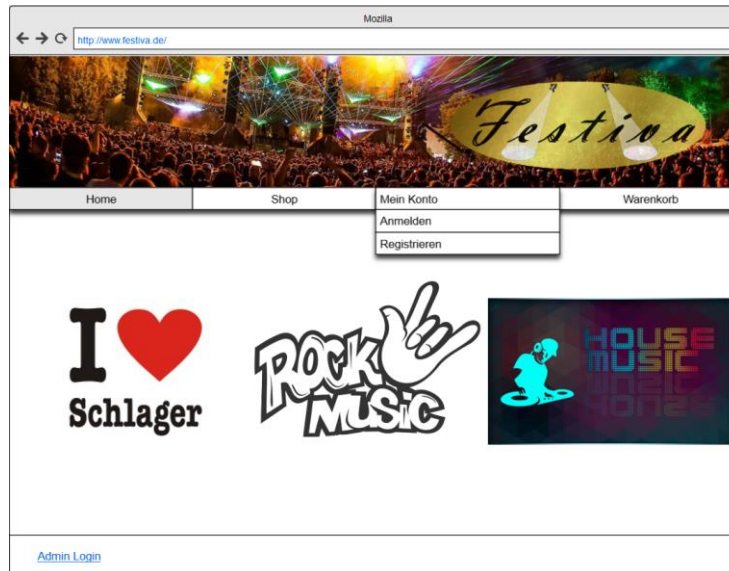 Mozilla
http://www.festiva.de/
Festiva
Home
Shop
Mein Konto
Warenkorb
Anmelden
Registrieren
I
Schlager
ROCK
MUSIC
HOUSE
MUSIC
Admin Login